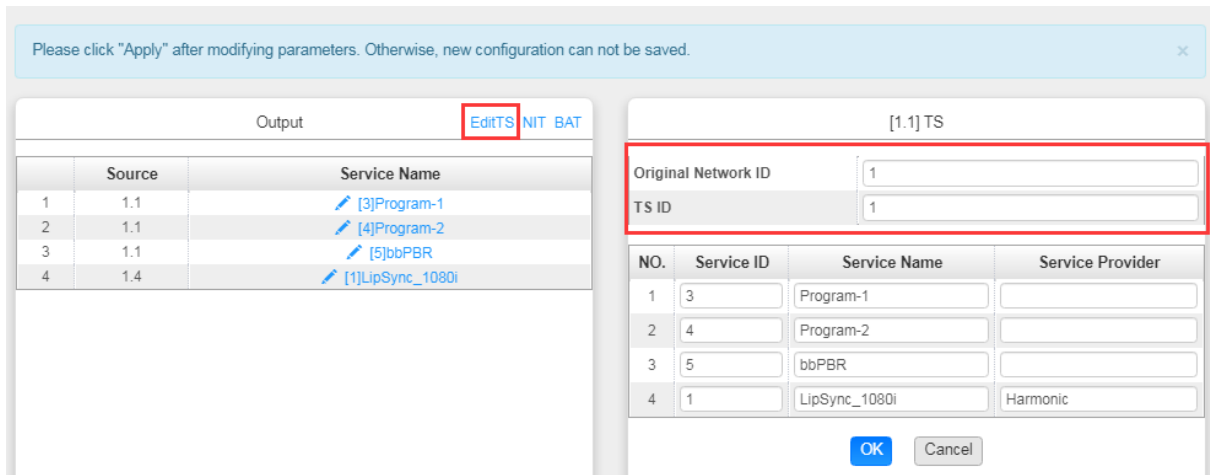 Please click "Apply" after modifying parameters. Otherwise, new configuration can not be saved. ×
Output EditTS NIT BAT
Source Service Name
1 1.1 [3]Program-1
2 1.1 [4]Program-2
3 1.1 [5]bbPBR
4 1.4 [1]LipSync_1080i
[1.1] TS
Original Network ID 1
TS ID 1
NO. Service ID Service Name Service Provider
1 3 Program-1
2 4 Program-2
3 5 bbPBR
4 1 LipSync_1080i Harmonic
OK Cancel